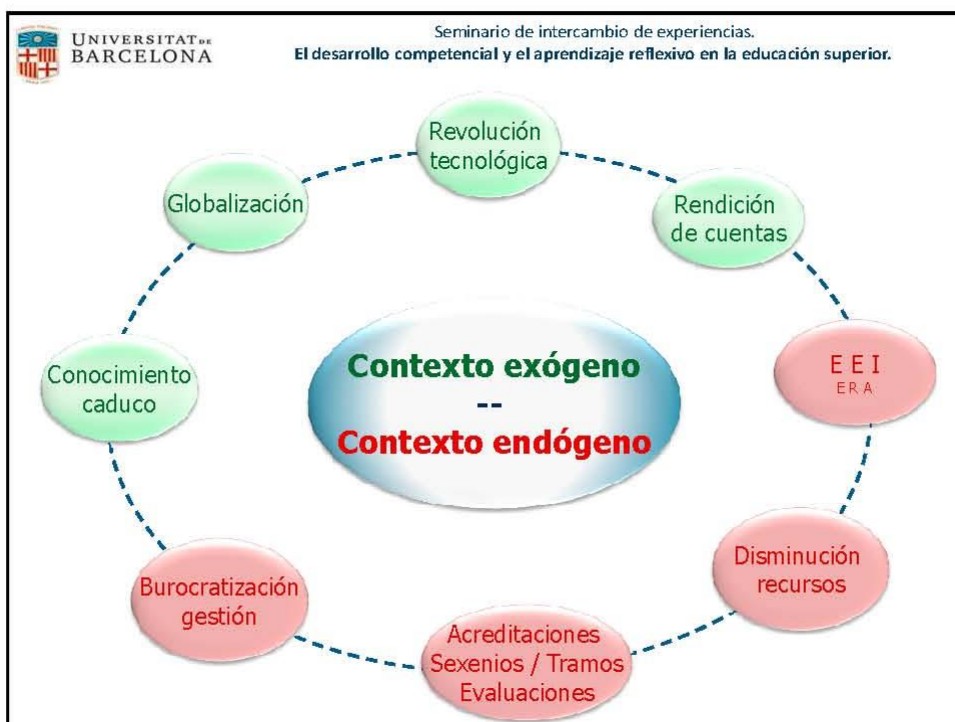 UNIVERSITAT DE
BARCELONA
Seminario de intercambio de experiencias.
El desarrollo competencial y el aprendizaje reflexivo en la educación superior.
Revolución
tecnológica
Globalización
Rendición
de cuentas
Conocimiento
caduco
Contexto exógeno
--
Contexto endógeno
E E I
E R A
Burocratización
gestión
Disminución
recursos
Acreditaciones
Sexenios / Tramos
Evaluaciones